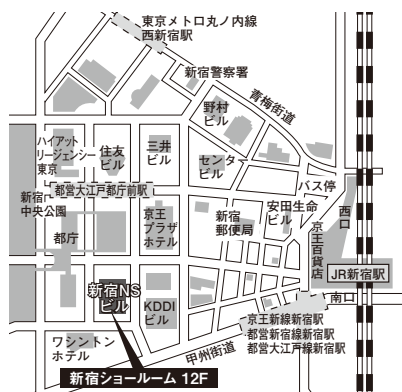 東京メトロ丸ノ内線
西新宿駅
新宿警察署
青梅街道
野村
ビル
ハイアット
リージェンシー
東京
住友
ビル
三井
ビル
センター
ビル
都営大江戸都庁前駅
バス停
新宿
中央公園
京王
プラザ
ホテル
新宿
郵便局
安田生命
ビル
西口
京王百貨店
都庁
JR新宿駅
新宿NS
ビル
KDDI
ビル
南口
京王新線新宿駅
都営新宿線新宿駅
都営大江戸線新宿駅
ワシントン
ホテル
甲州街道
新宿ショールーム 12F